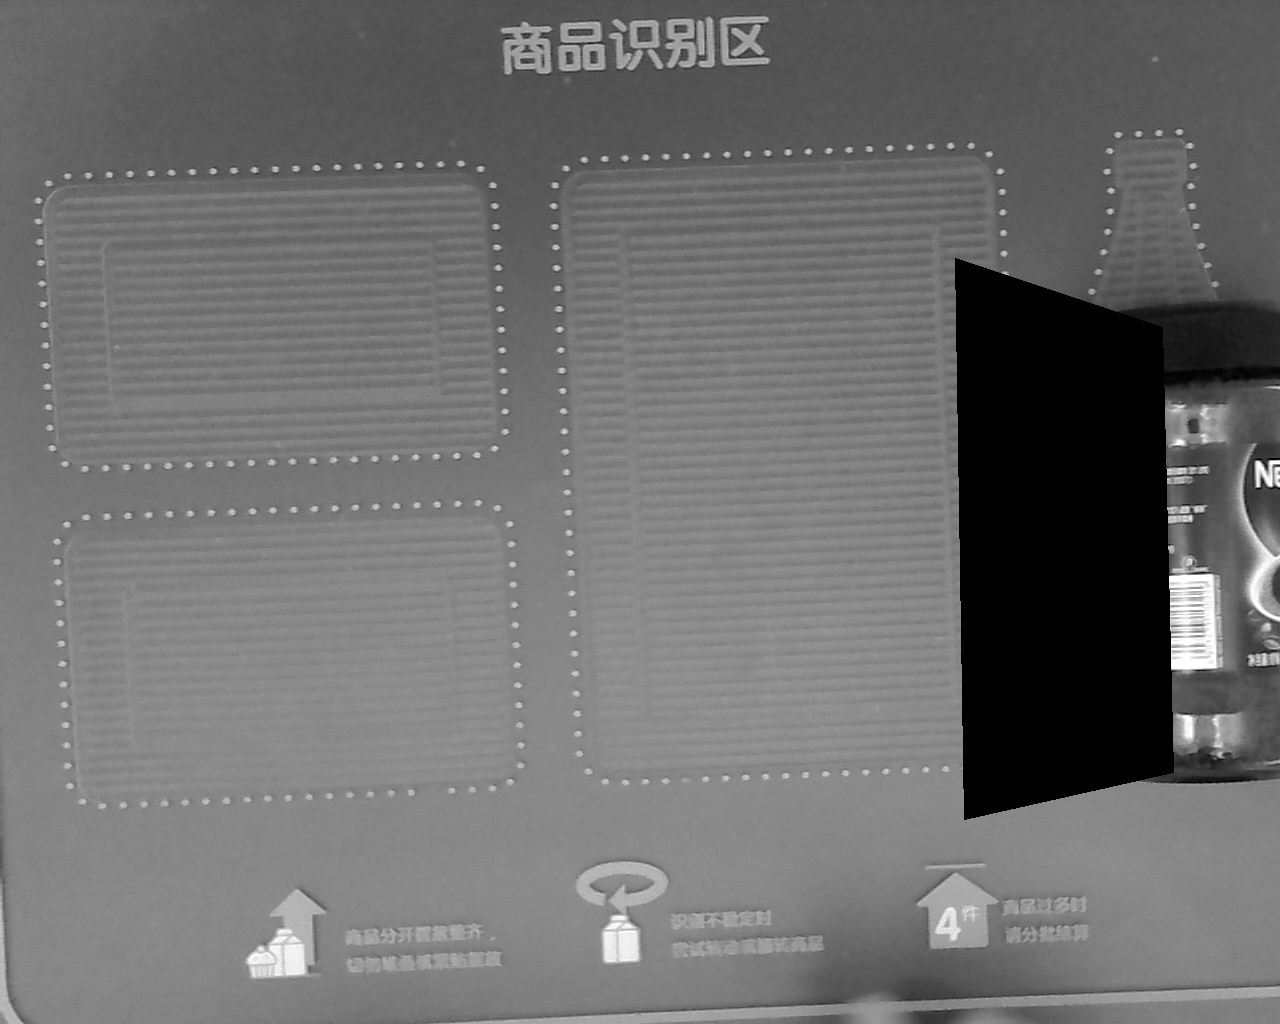 商品识别区
NE
商品分开摆放整齐，
切勿堆叠或紧贴摆放
识别不稳定时
尝试转动或翻转商品
4件
商品过多时
请分批结算